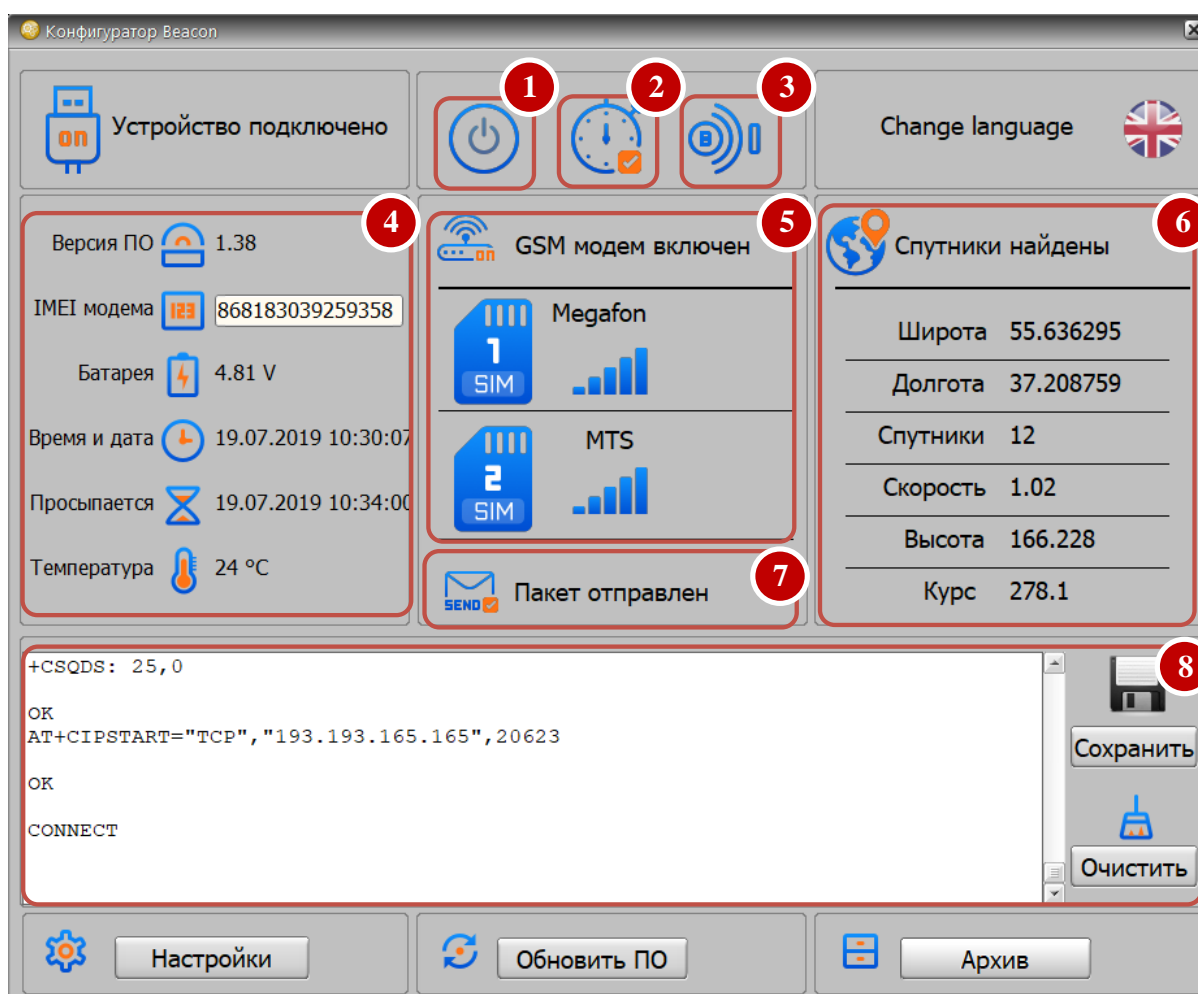 Конфигуратор Beacon
on
Устройство подключено
1
2
3
B
Change language
4
Версия ПО 1.38
IMEI модема 123 868183039259358
Батарея 4.81 V
Время и дата 19.07.2019 10:30:07
Просыпается 19.07.2019 10:34:00
Температура 24 °C
5
on
GSM модем включен
1
SIM
Megafon
2
SIM
MTS
7
SEND
Пакет отправлен
6
Спутники найдены
Широта 55.636295
Долгота 37.208759
Спутники 12
Скорость 1.02
Высота 166.228
Курс 278.1
8
+CSQDS: 25,0
OK
AT+CIPSTART="TCP","193.193.165.165",20623
OK
CONNECT
Сохранить
Очистить
Настройки
Обновить ПО
Архив